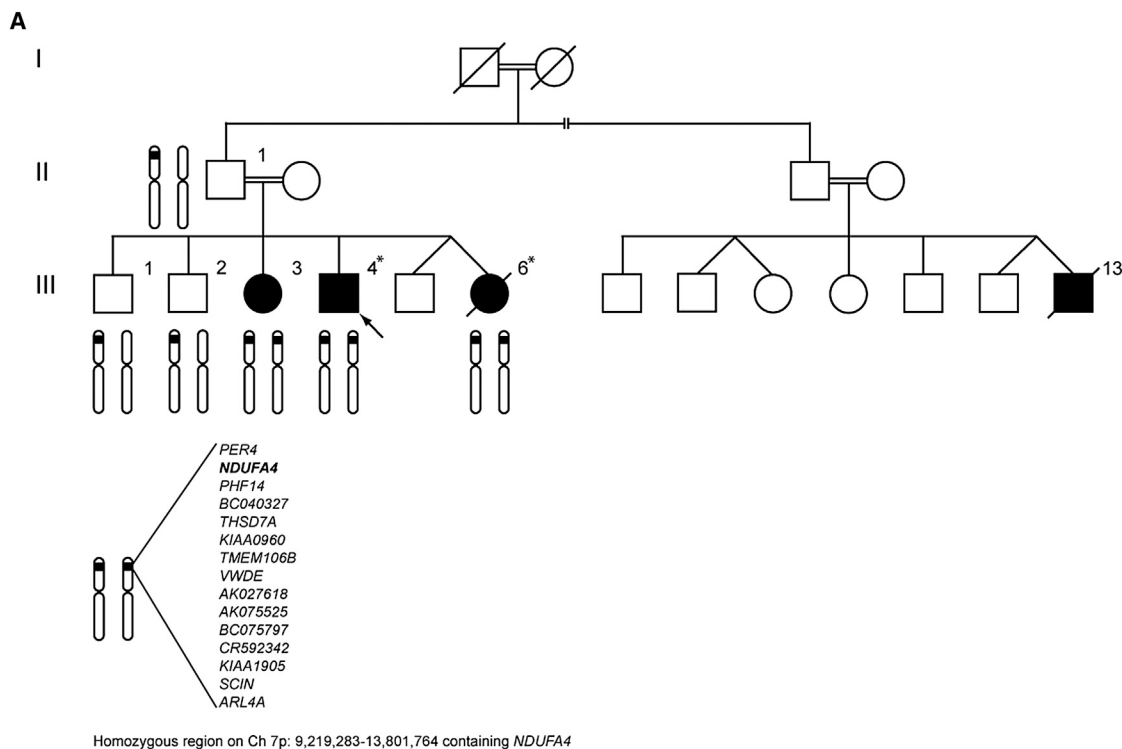 A
I
II
1
III
1
2
3
4*
6*
13
PER4
NDUFA4
PHF14
BC040327
THSD7A
KIAA0960
TMEM106B
VWDE
AK027618
AK075525
BC075797
CR592342
KIAA1905
SCIN
ARL4A
Homozygous region on Ch 7p: 9,219,283-13,801,764 containing NDUFA4